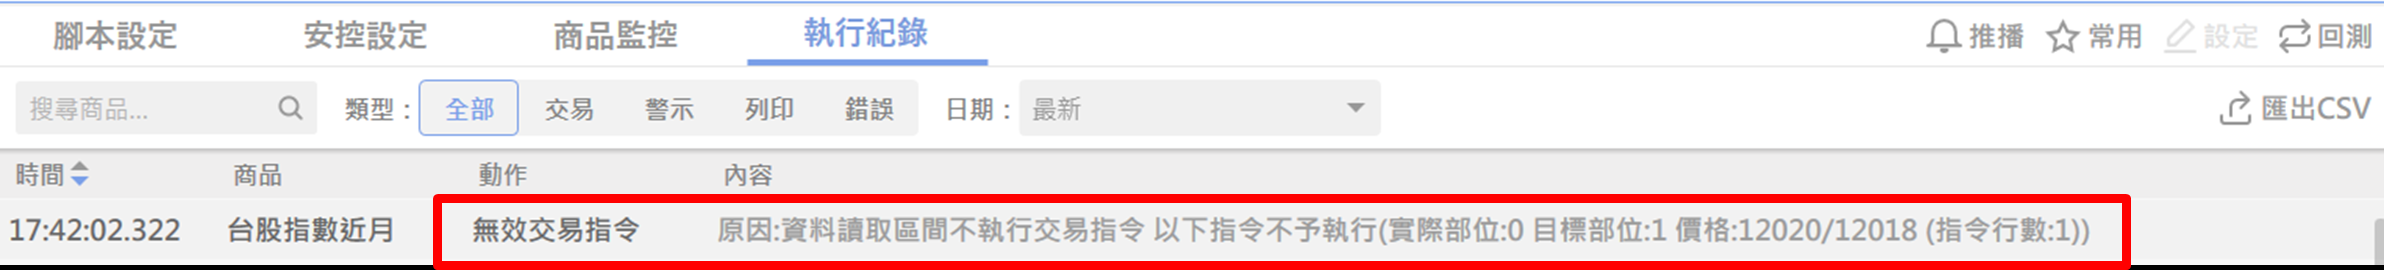 腳本設定 安控設定 商品監控 執行紀錄 推播 常用 設定 回測
搜尋商品... 類型： 全部 交易 警示 列印 錯誤 日期： 最新 匯出CSV
時間 商品 動作 內容
17:42:02.322 台股指數近月 無效交易指令 原因:資料讀取區間不執行交易指令 以下指令不予執行(實際部位:0 目標部位:1 價格:12020/12018 (指令行數:1))